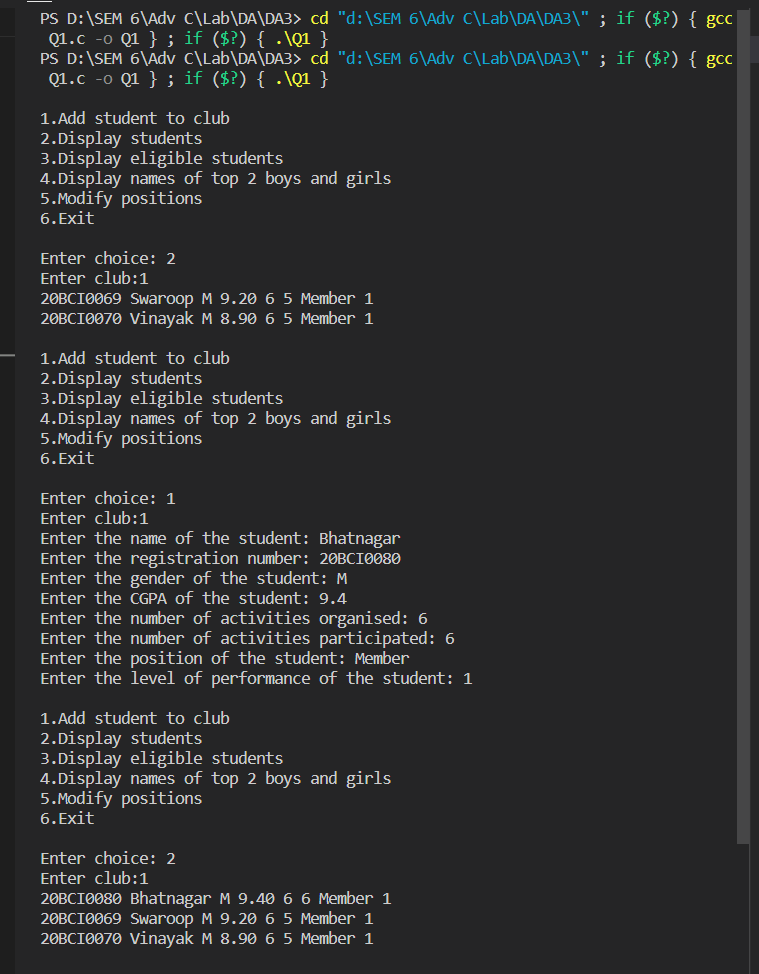 PS D:\SEM 6\Adv C\Lab\DA\DA3> cd "d:\SEM 6\Adv C\Lab\DA\DA3\" ; if ($?) { gcc
Q1.c -o Q1 } ; if ($?) { .\Q1 }
PS D:\SEM 6\Adv C\Lab\DA\DA3> cd "d:\SEM 6\Adv C\Lab\DA\DA3\" ; if ($?) { gcc
Q1.c -o Q1 } ; if ($?) { .\Q1 }
1.Add student to club
2.Display students
3.Display eligible students
4.Display names of top 2 boys and girls
5.Modify positions
6.Exit
Enter choice: 2
Enter club:1
20BCI0069 Swaroop M 9.20 6 5 Member 1
20BCI0070 Vinayak M 8.90 6 5 Member 1
1.Add student to club
2.Display students
3.Display eligible students
4.Display names of top 2 boys and girls
5.Modify positions
6.Exit
Enter choice: 1
Enter club:1
Enter the name of the student: Bhatnagar
Enter the registration number: 20BCI0080
Enter the gender of the student: M
Enter the CGPA of the student: 9.4
Enter the number of activities organised: 6
Enter the number of activities participated: 6
Enter the position of the student: Member
Enter the level of performance of the student: 1
1.Add student to club
2.Display students
3.Display eligible students
4.Display names of top 2 boys and girls
5.Modify positions
6.Exit
Enter choice: 2
Enter club:1
20BCI0080 Bhatnagar M 9.40 6 6 Member 1
20BCI0069 Swaroop M 9.20 6 5 Member 1
20BCI0070 Vinayak M 8.90 6 5 Member 1